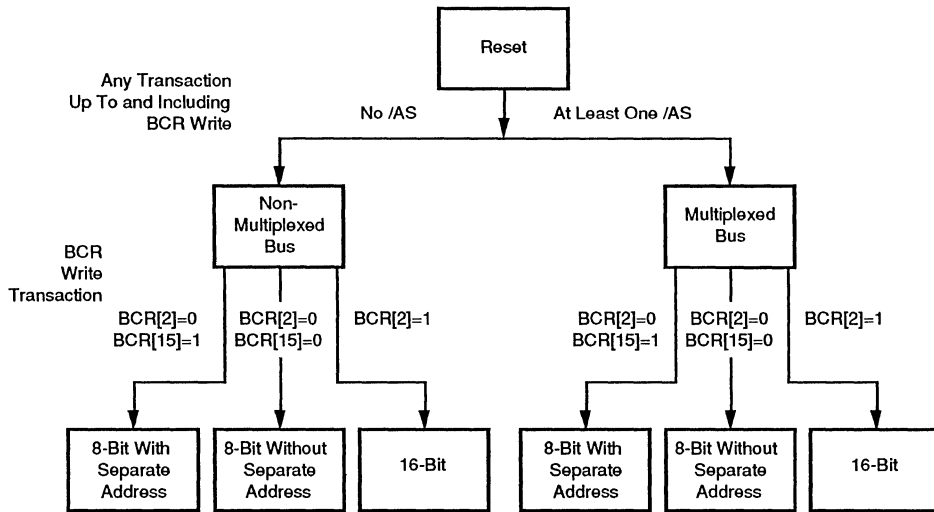 Reset
Any Transaction
Up To and Including
BCR Write
No /AS
At Least One /AS
Non-
Multiplexed
Bus
Multiplexed
Bus
BCR
Write
Transaction
BCR[2]=0
BCR[15]=1
BCR[2]=0
BCR[15]=0
BCR[2]=1
BCR[2]=0
BCR[15]=1
BCR[2]=0
BCR[15]=0
BCR[2]=1
8-Bit With
Separate
Address
8-Bit Without
Separate
Address
16-Bit
8-Bit With
Separate
Address
8-Bit Without
Separate
Address
16-Bit